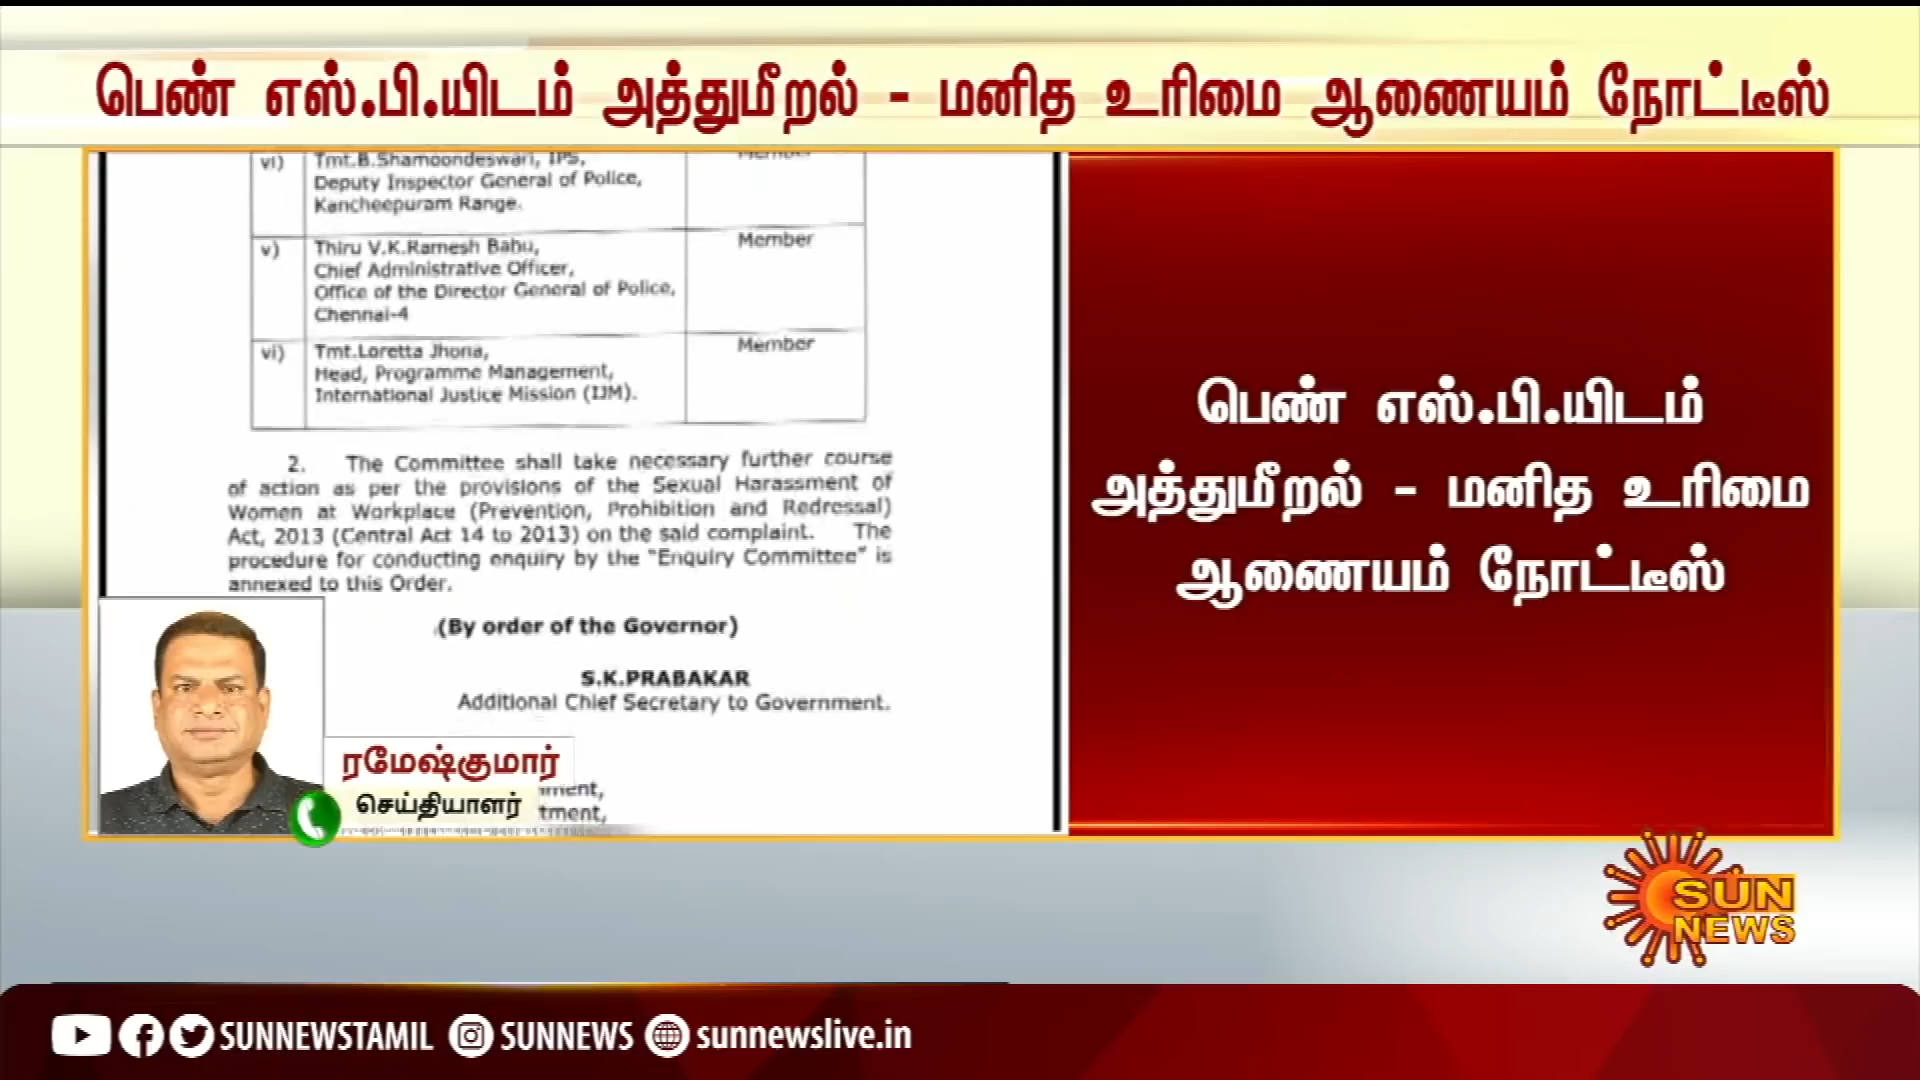 பெண் எஸ்.பி.யிடம் அத்துமீறல் - மனித உரிமை ஆணையம் நோட்டீஸ்
vi) Tmt.B.Shamoondeswari, IPS, Member
Deputy Inspector General of Police,
Kancheepuram Range.
v) Thiru V.K.Ramesh Babu, Member
Chief Administrative Officer,
Office of the Director General of Police,
Chennai-4
vi) Tmt.Loretta Jhona, Member
Head, Programme Management,
International Justice Mission (IJM).
2. The Committee shall take necessary further course
of action as per the provisions of the Sexual Harassment of
Women at Workplace (Prevention, Prohibition and Redressal)
Act, 2013 (Central Act 14 to 2013) on the said complaint. The
procedure for conducting enquiry by the “Enquiry Committee” is
annexed to this Order.
(By order of the Governor)
S.K.PRABAKAR
Additional Chief Secretary to Government.
ரமேஷ்குமார்
செய்தியாளர்
பெண் எஸ்.பி.யிடம்
அத்துமீறல் - மனித உரிமை
ஆணையம் நோட்டீஸ்
SUN
NEWS
SUNNEWSTAMIL SUNNEWS sunnewslive.in